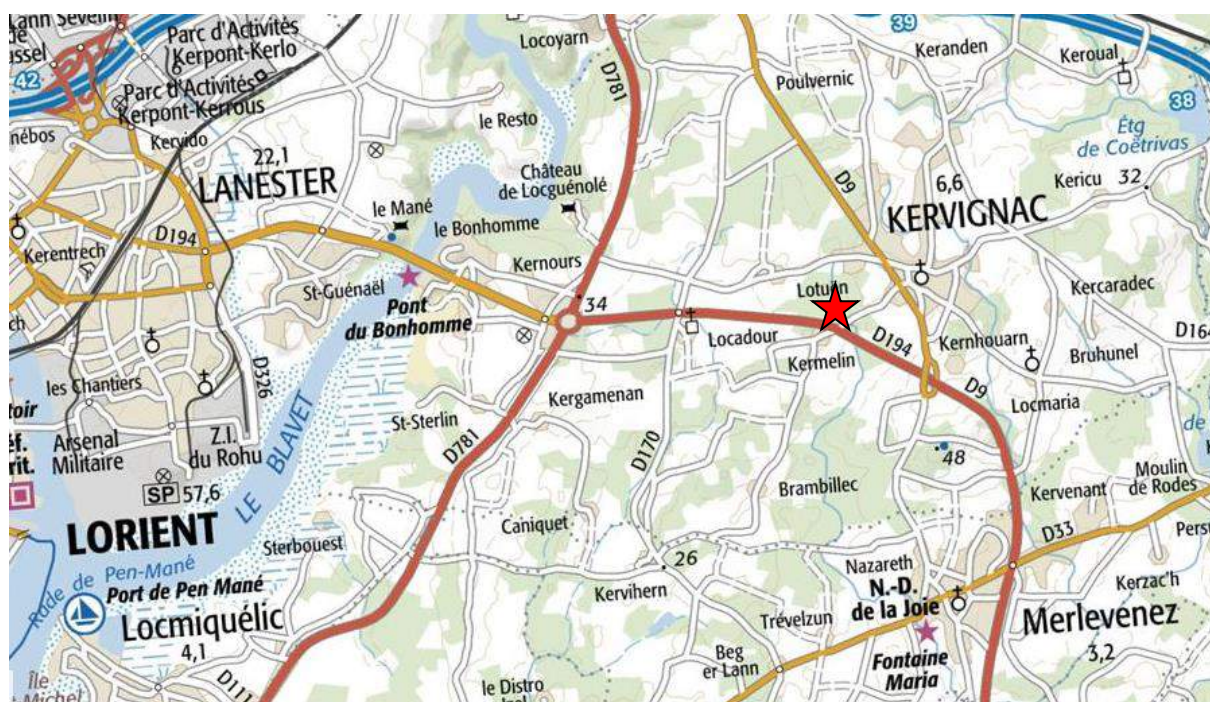 Parc d'Activités
Kerpont-Kerlo
42
Parc d'Activités
Kerpont-Kerrous
Kervido
22,1
LANESTER
Locoyarn
le Resto
D781
Château
de Locguénolé
le Mané
le Bonhomme
39
Keranden
Keroual
Poulvernic
38
Étg
de Coëtrivas
D9
Kericu 32
6,6
KERVIGNAC
D194
Kerentrech
Kernours
St-Guénaël
Pont
du Bonhomme
34
Locadour
Kermelin
D194
Kernhouarn
Kercaradec
D164
Bruhunel
D9
Locmaria
les Chantiers
D326
Arsenal
Militaire
Z.I.
du Rohu
SP 57,6
LORIENT
LE BLAVET
St-Sterlin
D781
Kergamenan
D170
48
Brambillec
Kervenant
Moulin
de Rodes
Caniquet
Sterbouest
26
Kervihern
D33
Nazareth
N.-D.
de la Joie
Kerzac'h
Rade de Pen-Mané
Port de Pen Mané
Locmiquélic
4,1
Trévelzun
Merlevenez
3,2
Beg
er Lann
Fontaine
Maria
le Distro
D111
Île